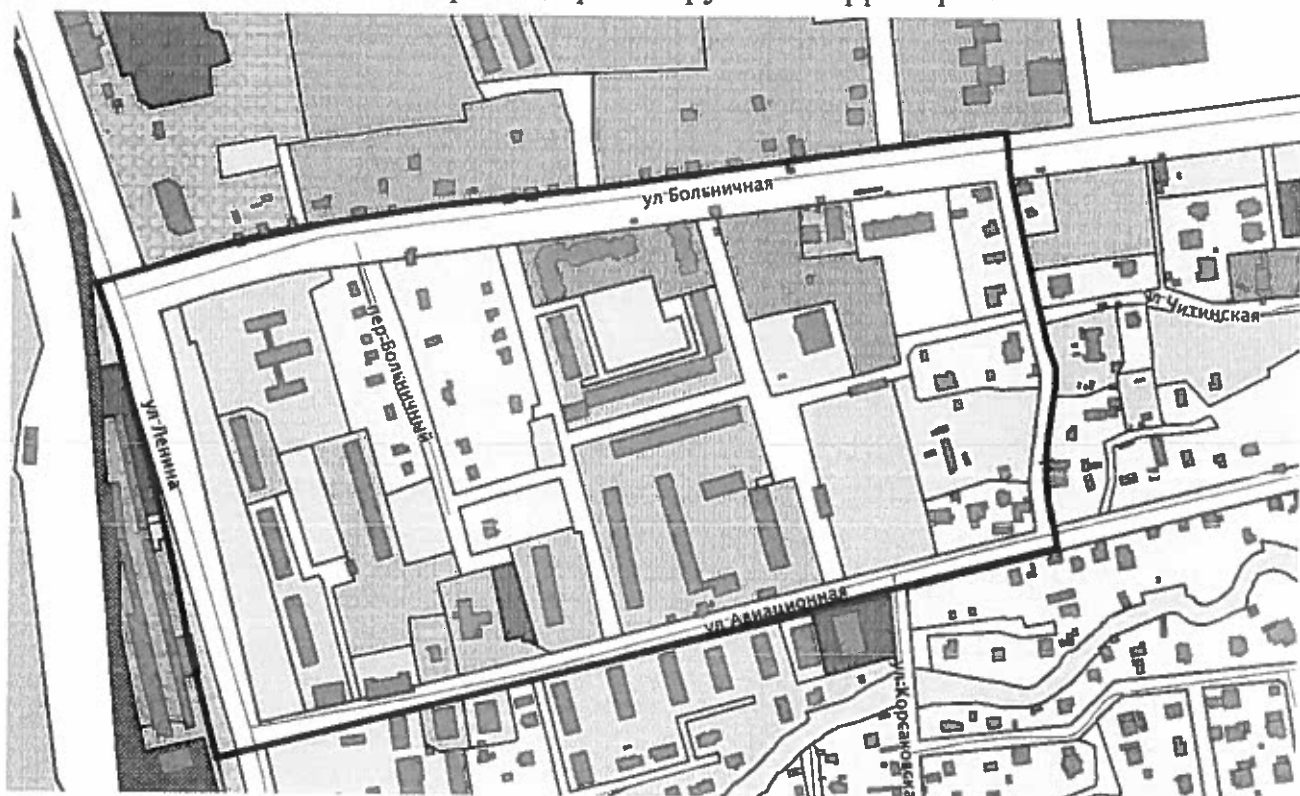 ул Больничная
пер-Больничный
ул Читинская
ул Ленина
ул Авиационная
ул-Корсаковская